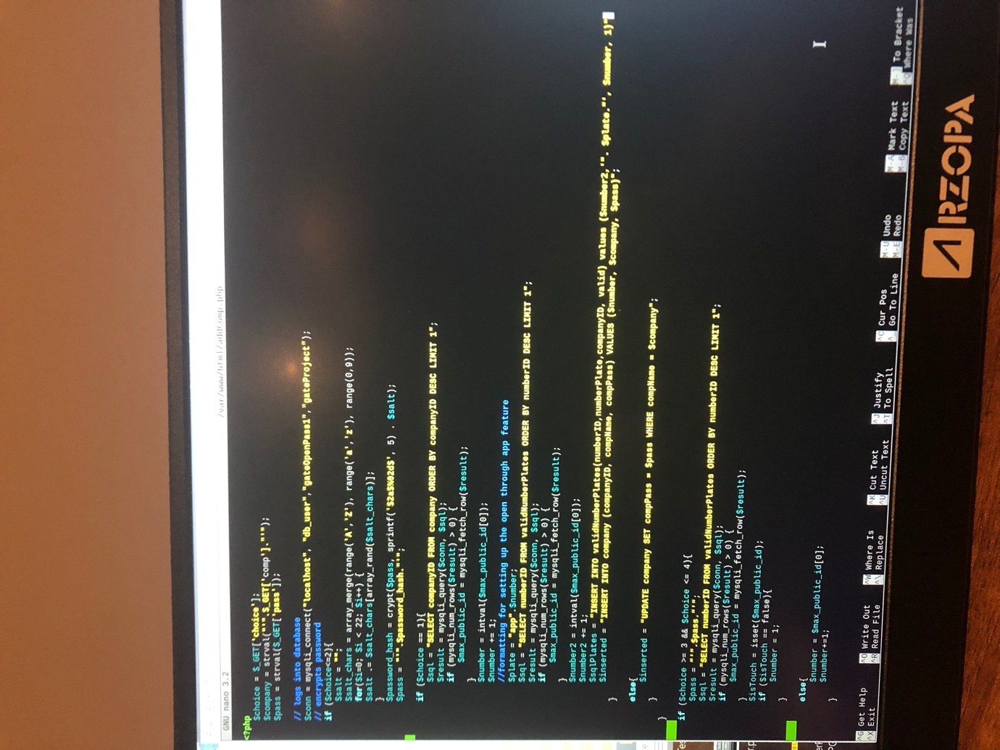 GNU nano 3.2 /var/www/html/addComp.php
<?php
$choice = $_GET['choice'];
$company = strval("'".$_GET['comp']."'");
$pass = strval($_GET['pass']);
// logs into database
$conn = mysqli_connect("localhost", "db_user","gateOpenPass1","gateProject");
// encrypts password
if ($choice<=2){
$salt = "";
$salt_chars = array_merge(range('A','Z'), range('a','z'), range(0,9));
for($i=0; $i < 22; $i++) {
$salt .= $salt_chars[array_rand($salt_chars)];
}
$password_hash = crypt($pass, sprintf('$2a$%02d$', 5) . $salt);
$pass = "'".$password_hash."'";
if ($choice == 1){
$sql = "SELECT companyID FROM company ORDER BY companyID DESC LIMIT 1";
$result = mysqli_query($conn, $sql);
if (mysqli_num_rows($result) > 0) {
$max_public_id = mysqli_fetch_row($result);
}
$number = intval($max_public_id[0]);
$number += 1;
//formatting for setting up the open through app feature
$plate = "app".$number;
$sql = "SELECT numberID FROM validNumberPlates ORDER BY numberID DESC LIMIT 1";
$result = mysqli_query($conn, $sql);
if (mysqli_num_rows($result) > 0) {
$max_public_id = mysqli_fetch_row($result);
}
$number2 = intval($max_public_id[0]);
$number2 += 1;
$sqlPlates = "INSERT INTO validNumberPlates(numberID,numberPlate,companyID, valid) values ($number2,'". $plate."', $number, 1)"
$inserted = "INSERT INTO company (companyID, compName, compPass) VALUES ($number, $company, $pass)";
}
else{
$inserted = "UPDATE company SET compPass = $pass WHERE compName = $company";
}
}
if ($choice >= 3 && $choice <= 4){
$pass = "'".$pass."'";
$sql = "SELECT numberID FROM validNumberPlates ORDER BY numberID DESC LIMIT 1";
$result = mysqli_query($conn, $sql);
if (mysqli_num_rows($result) > 0) {
$max_public_id = mysqli_fetch_row($result);
}
$isTouch = isset($max_public_id);
if ($isTouch == false){
$number = 1;
}
else{
$number = $max_public_id[0];
$number+=1;
}
^G Get Help ^O Write Out ^W Where Is ^K Cut Text ^J Justify ^C Cur Pos M-U Undo M-A Mark Text M-] To Bracket
^X Exit ^R Read File ^\ Replace ^U Uncut Text ^T To Spell ^_ Go To Line M-E Redo M-6 Copy Text ^Q Where Was
ARZOPA